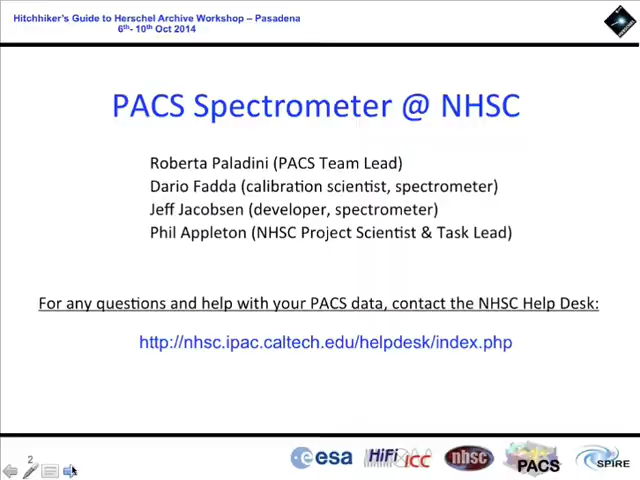 Hitchhiker's Guide to Herschel Archive Workshop – Pasadena
6th- 10th Oct 2014
PACS Spectrometer @ NHSC
Roberta Paladini (PACS Team Lead)
Dario Fadda (calibration scientist, spectrometer)
Jeff Jacobsen (developer, spectrometer)
Phil Appleton (NHSC Project Scientist & Task Lead)
For any questions and help with your PACS data, contact the NHSC Help Desk:
http://nhsc.ipac.caltech.edu/helpdesk/index.php
2
esa HIFI ICC nhsc PACS SPIRE